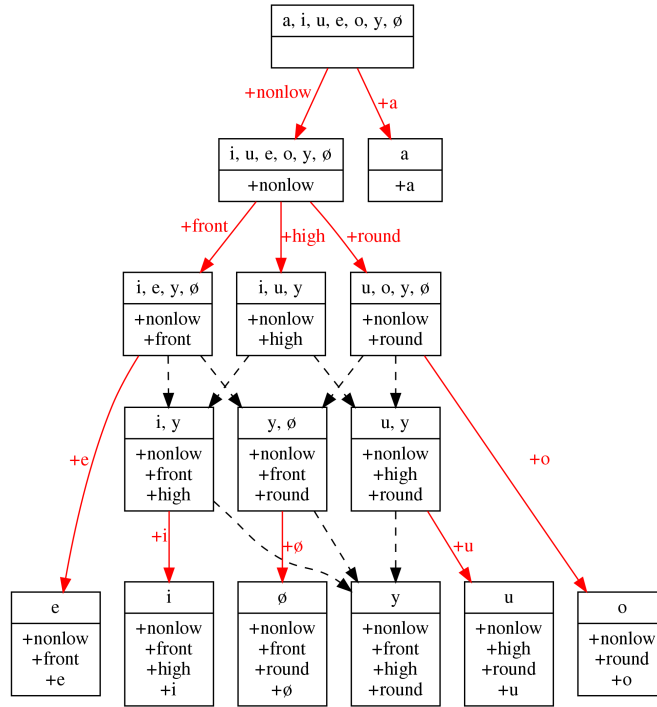 a, i, u, e, o, y, ø
+nonlow
+a
i, u, e, o, y, ø
+nonlow
a
+a
+front
+high
+round
i, e, y, ø
+nonlow
+front
i, u, y
+nonlow
+high
u, o, y, ø
+nonlow
+round
i, y
+nonlow
+front
+high
y, ø
+nonlow
+front
+round
u, y
+nonlow
+high
+round
+e
+o
+i
+ø
+u
e
+nonlow
+front
+e
i
+nonlow
+front
+high
+i
ø
+nonlow
+front
+round
+ø
y
+nonlow
+front
+high
+round
u
+nonlow
+high
+round
+u
o
+nonlow
+round
+o